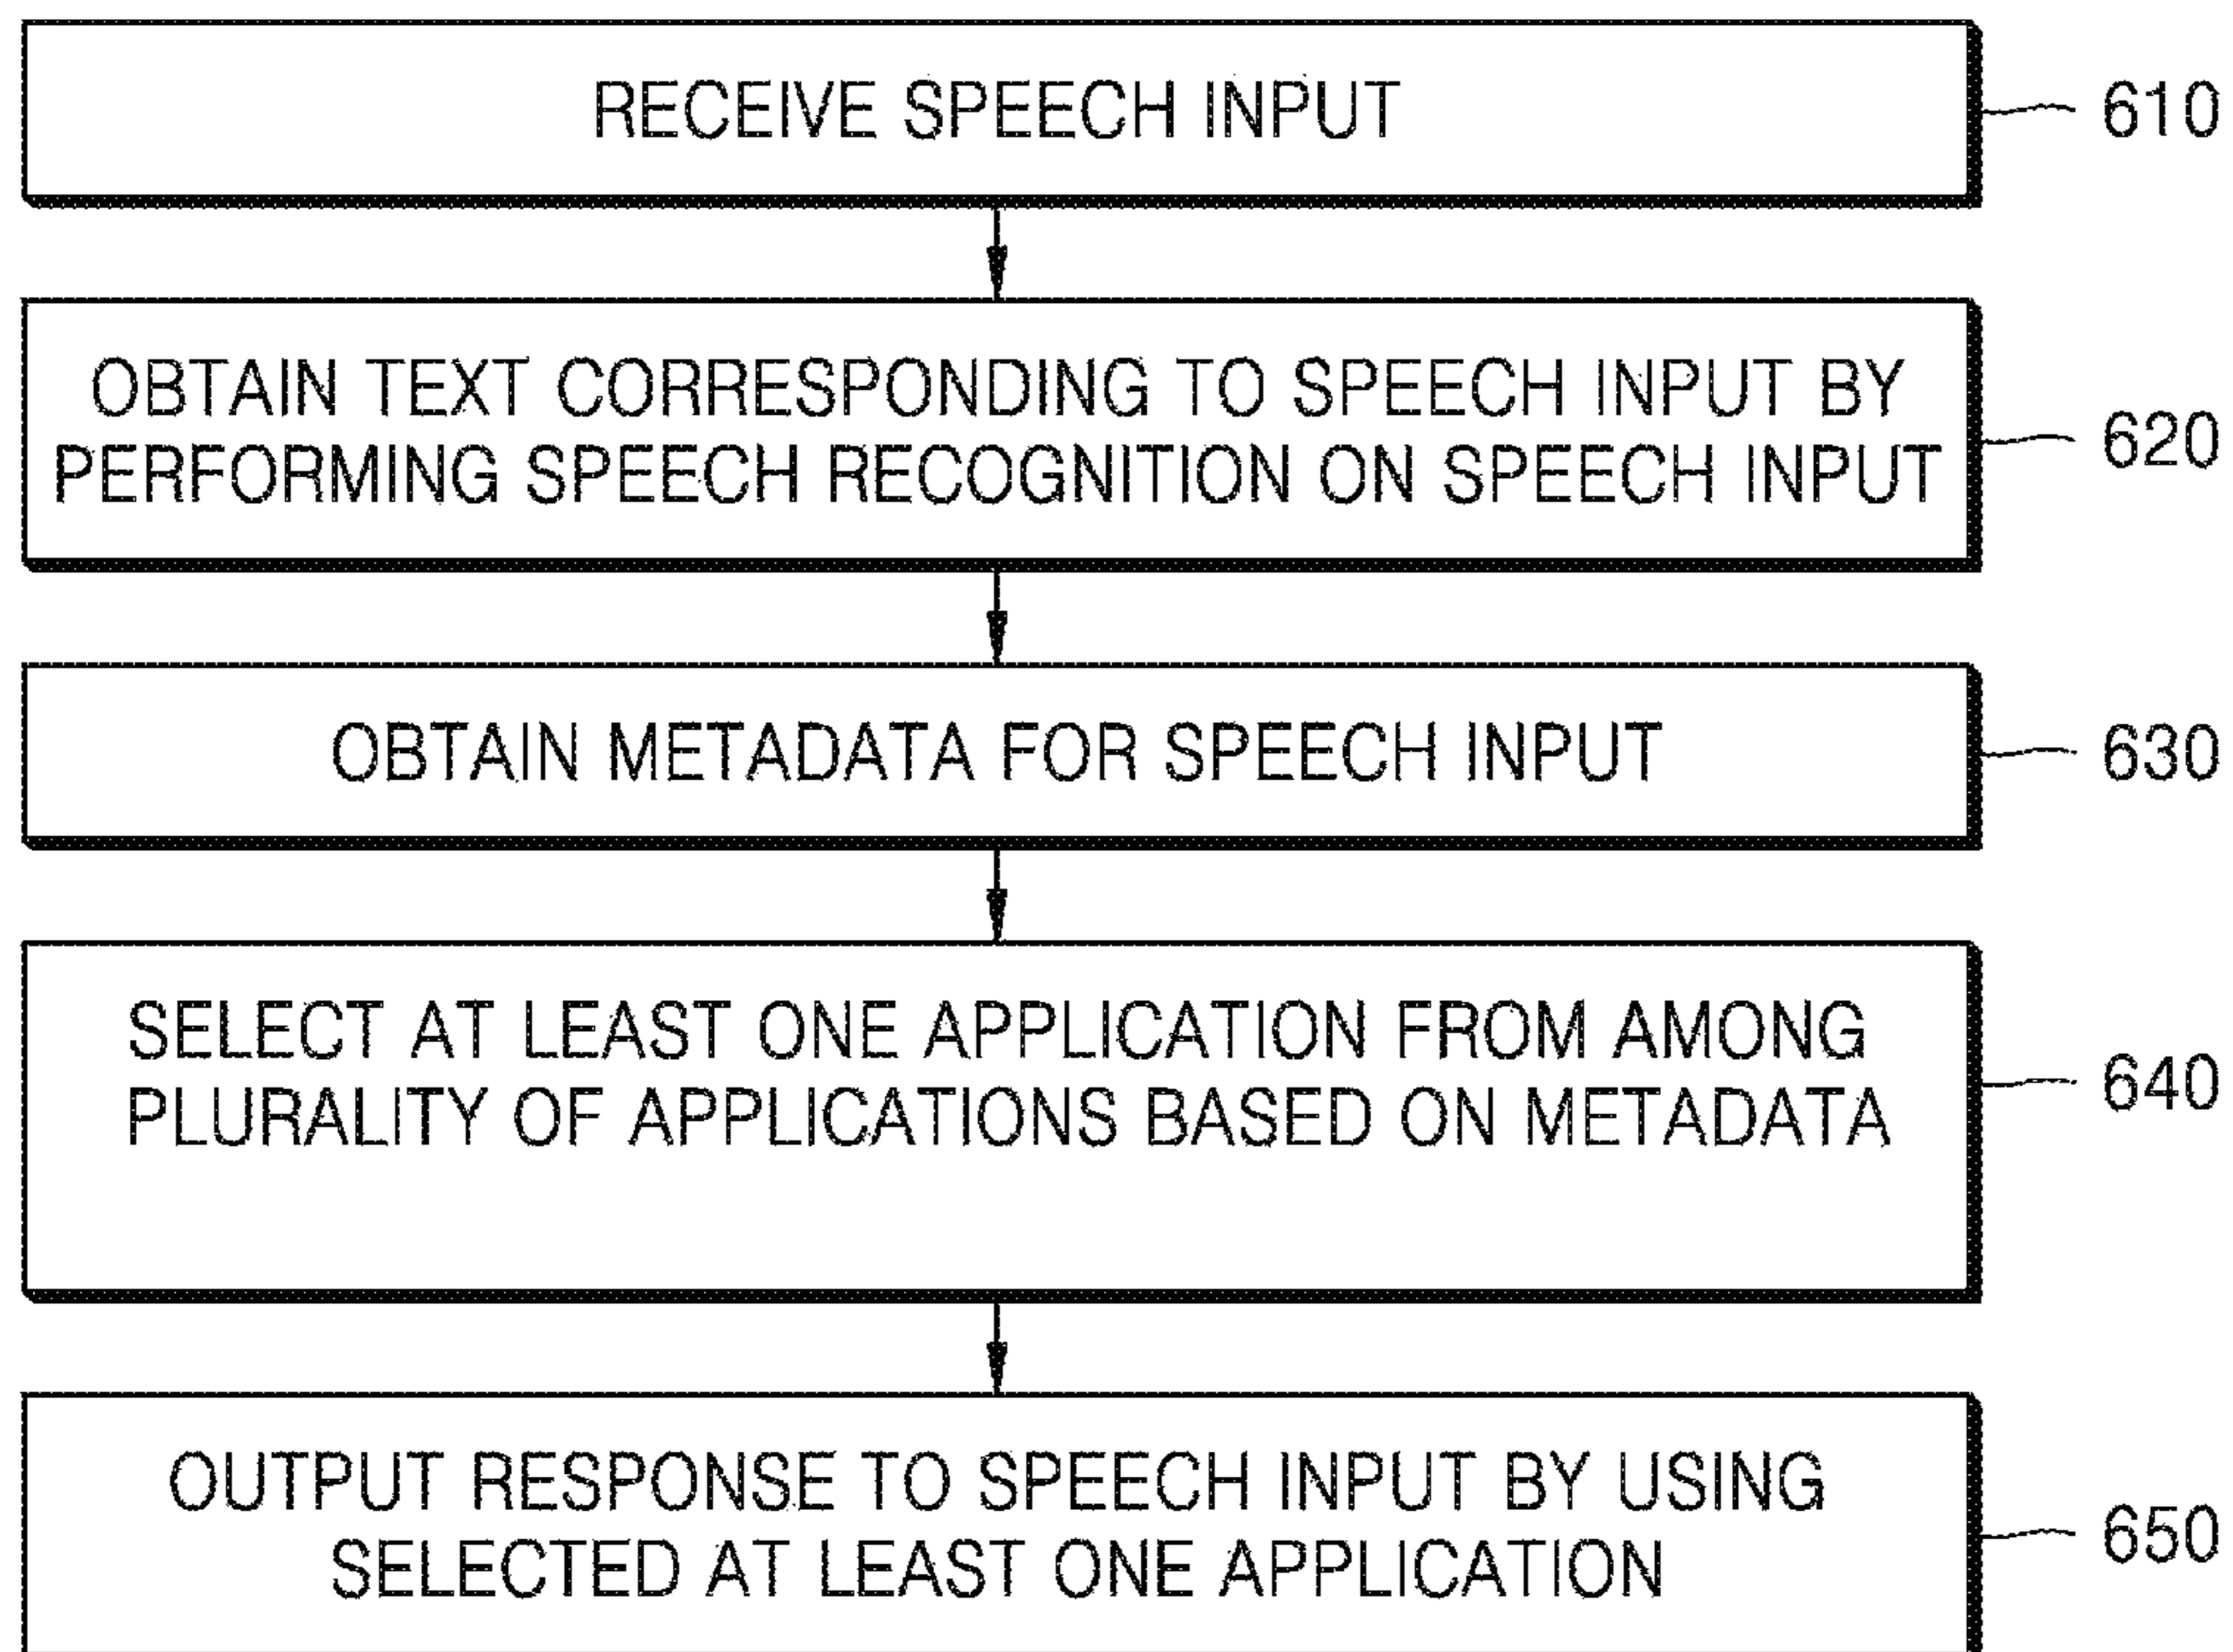 RECEIVE SPEECH INPUT
610
OBTAIN TEXT CORRESPONDING TO SPEECH INPUT BY
PERFORMING SPEECH RECOGNITION ON SPEECH INPUT
620
OBTAIN METADATA FOR SPEECH INPUT
630
SELECT AT LEAST ONE APPLICATION FROM AMONG
PLURALITY OF APPLICATIONS BASED ON METADATA
640
OUTPUT RESPONSE TO SPEECH INPUT BY USING
SELECTED AT LEAST ONE APPLICATION
650